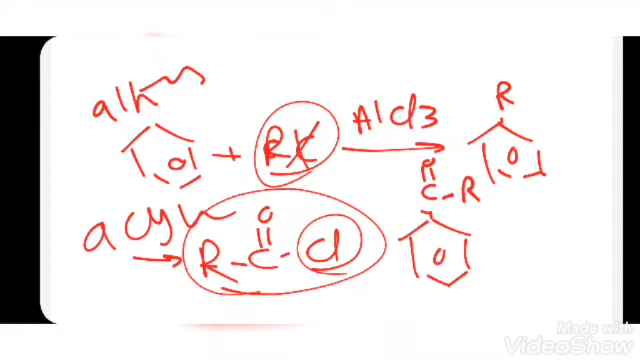 alk
R
+ RX AlCl3
O
C-R
acyl O
R-C-Cl
Made with
VideoShow